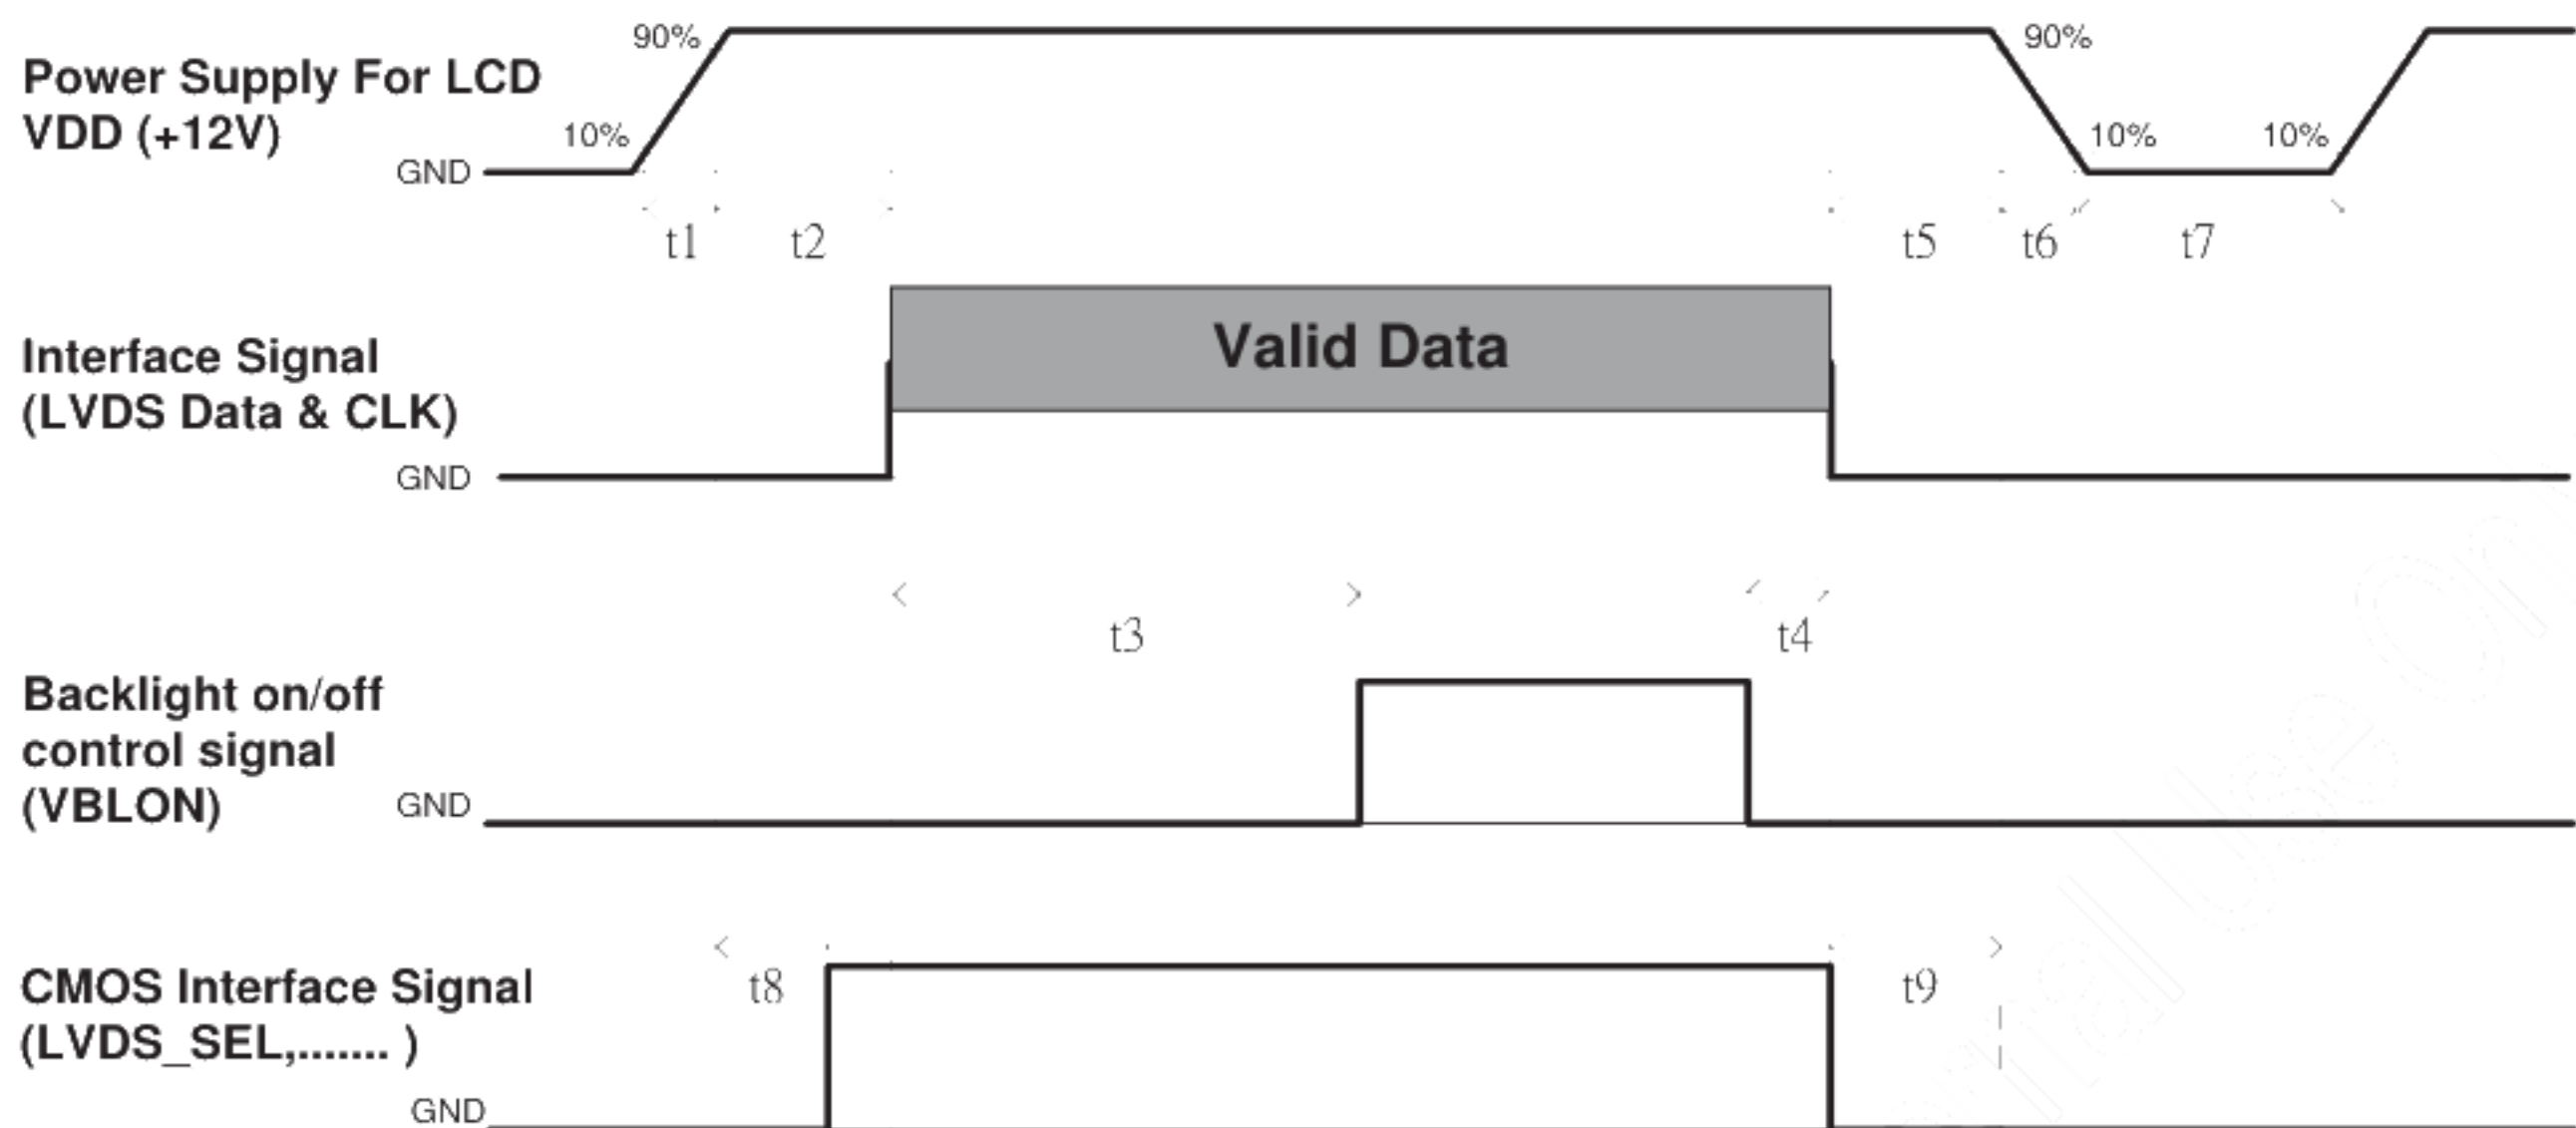 90%
90%
Power Supply For LCD
VDD (+12V)
10%
10%
10%
GND
t1
t2
t5
t6
t7
Valid Data
Interface Signal
(LVDS Data & CLK)
GND
t3
t4
Backlight on/off
control signal
(VBLON)
GND
CMOS Interface Signal
(LVDS_SEL,....... )
t8
t9
GND